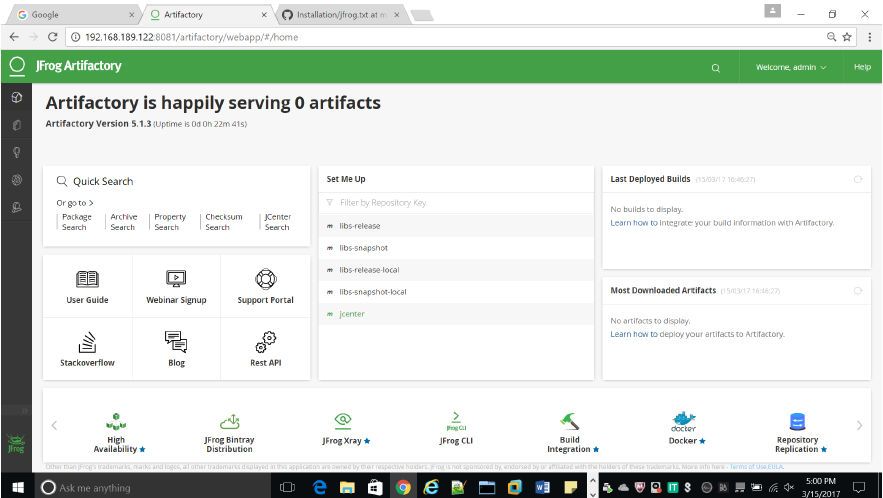 Google
Artifactory
Installation/jfrog.txt at m
192.168.189.122:8081/artifactory/webapp/#/home
JFrog Artifactory
Welcome, admin
Help
Artifactory is happily serving 0 artifacts
Artifactory Version 5.1.3 (Uptime is 0d 0h 22m 41s)
Quick Search
Or go to >
Package Search
Archive Search
Property Search
Checksum Search
JCenter Search
User Guide
Webinar Signup
Support Portal
Stackoverflow
Blog
Rest API
Set Me Up
Filter by Repository Key
libs-release
libs-snapshot
libs-release-local
libs-snapshot-local
jcenter
Last Deployed Builds (15/03/17 16:46:27)
No builds to display.
Learn how to integrate your build information with Artifactory.
Most Downloaded Artifacts (15/03/17 16:46:27)
No artifacts to display.
Learn how to deploy your artifacts to Artifactory.
High Availability
JFrog Bintray Distribution
JFrog Xray
JFrog CLI
JFrog CLI
Build Integration
docker
Docker
Repository Replication
JFrog
Other than JFrog's trademarks, marks and logos, all other trademarks displayed in this application are owned by their respective holders. JFrog is not sponsored by, endorsed by or affiliated with the holders of these trademarks. More info here - Terms of Use, EULA.
Ask me anything
5:00 PM
3/15/2017